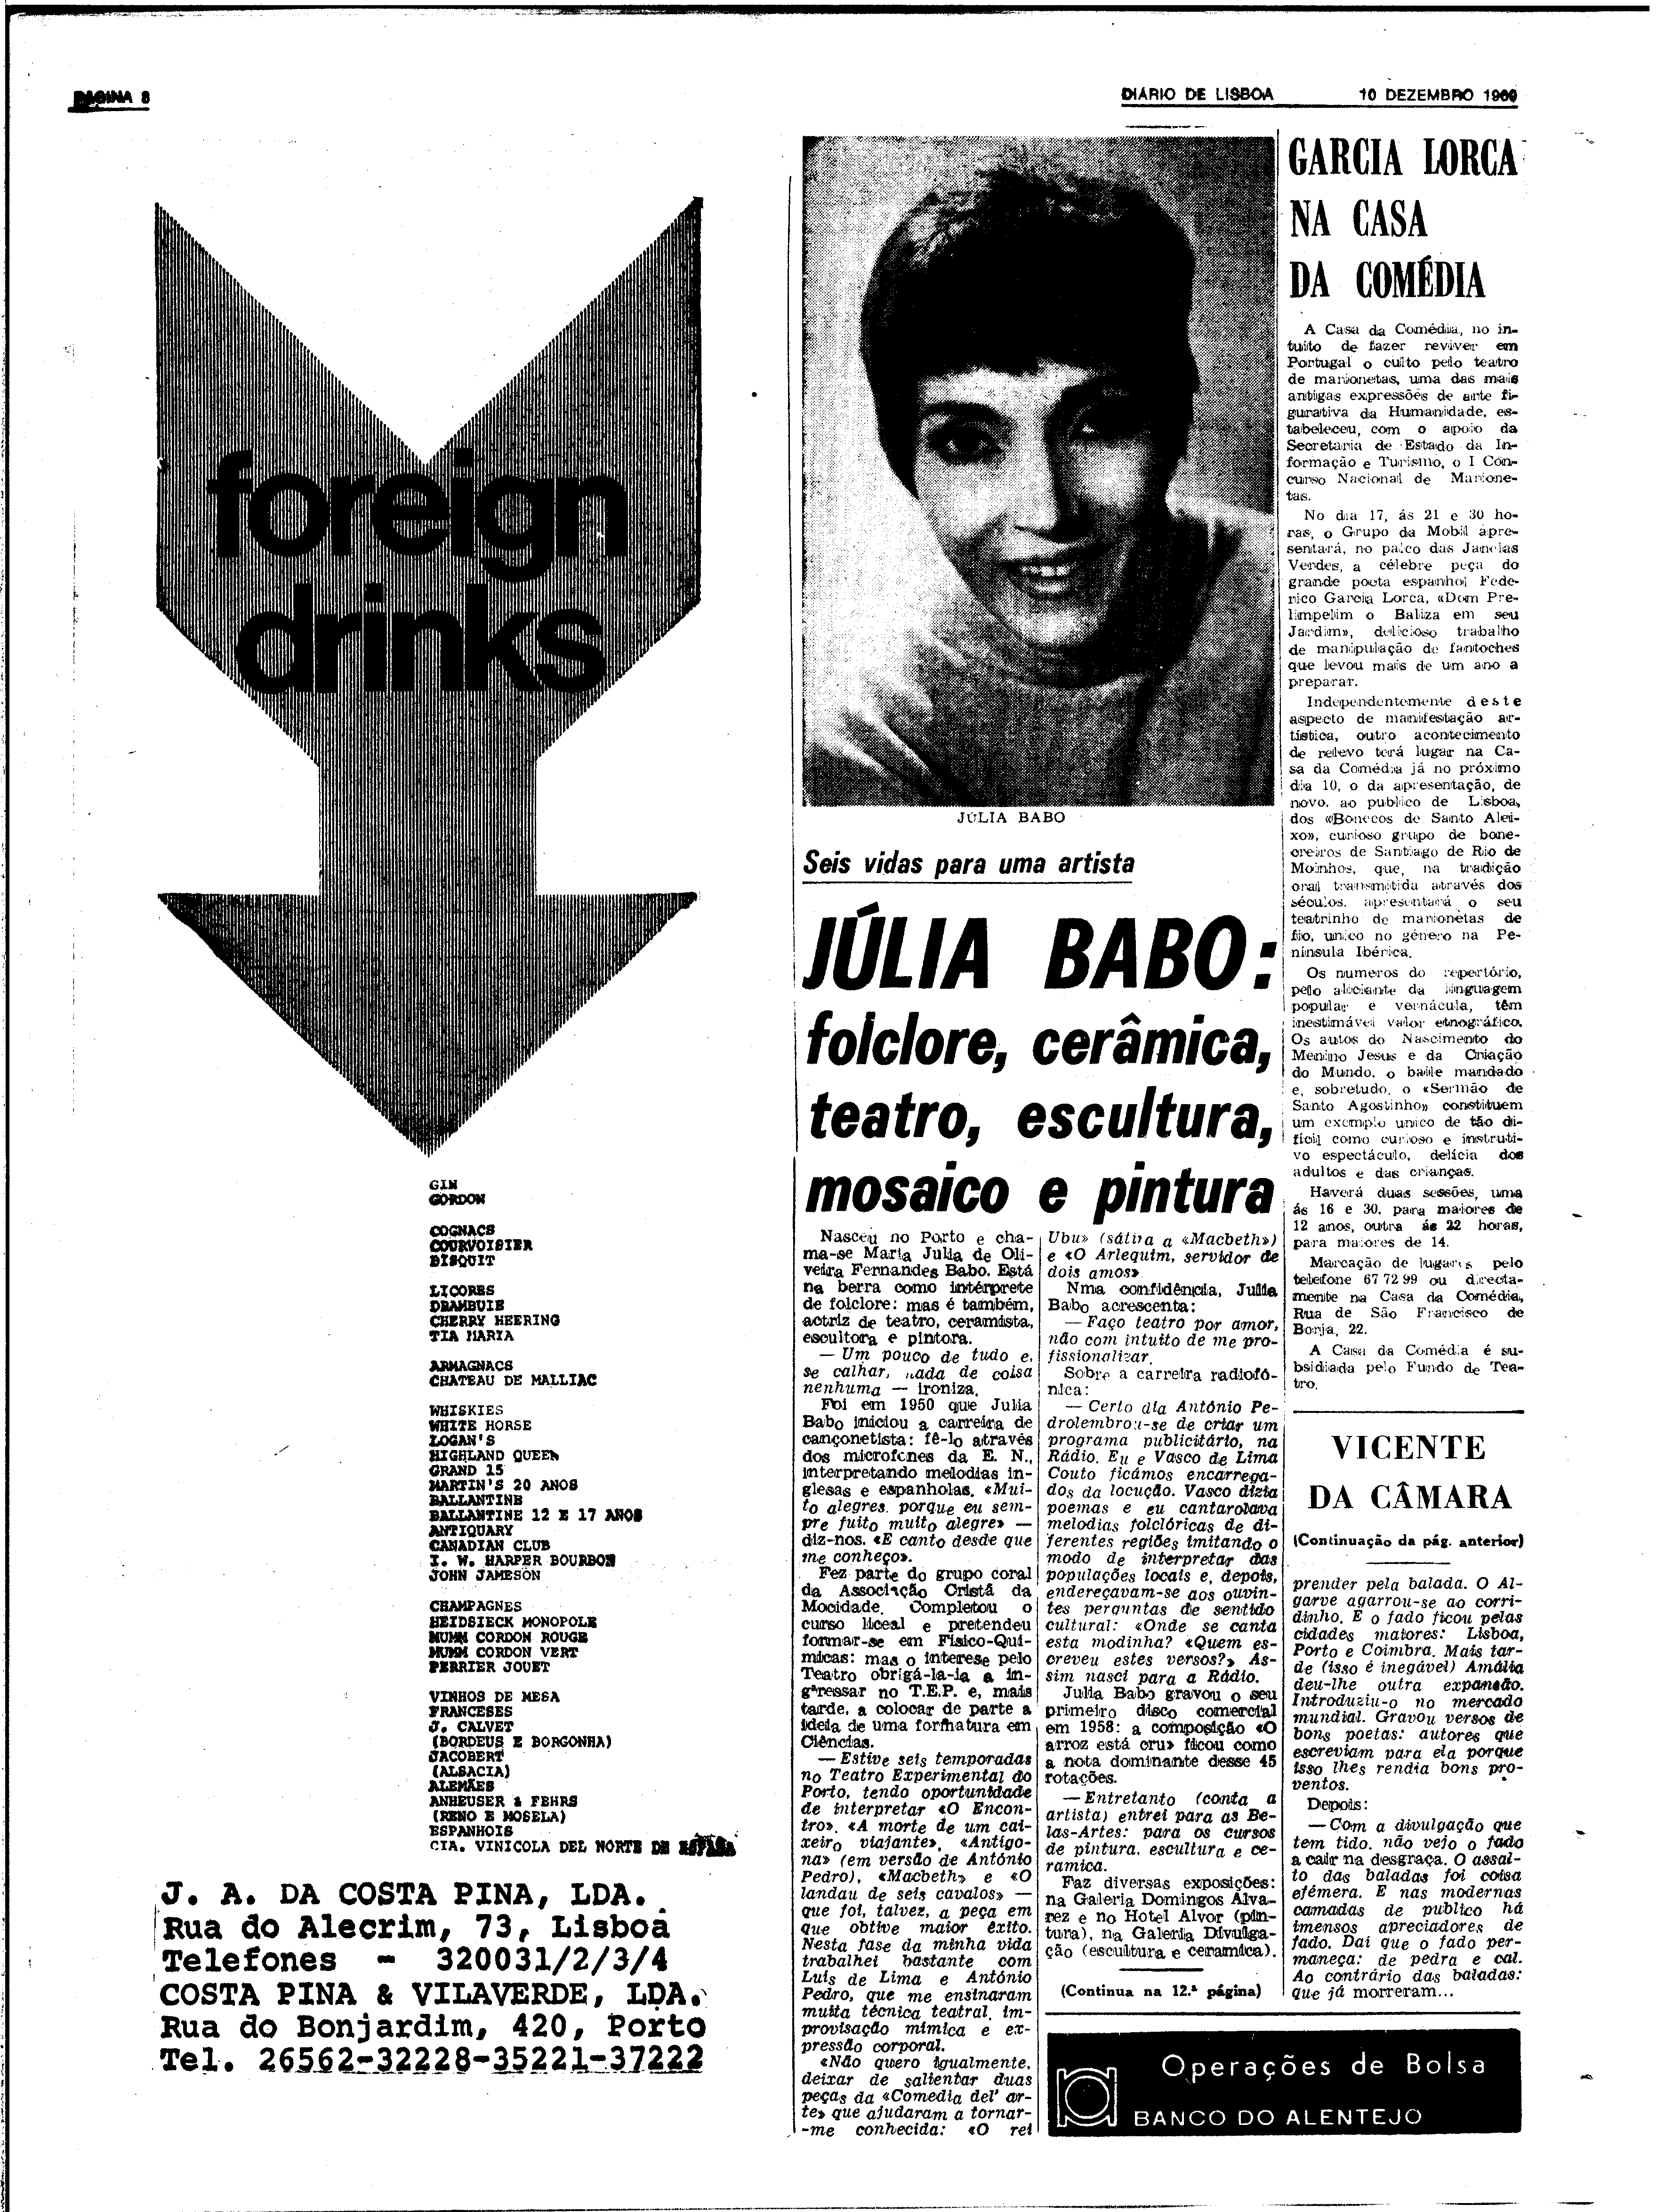 PÁGINA 8
DIÁRIO DE LISBOA
10 DEZEMBRO 1969
foreign
drinks
GIN
GORDON
COGNACS
COURVOISIER
BISQUIT
LICORES
DRAMBUIE
CHERRY HEERING
TIA MARIA
ARMAGNACS
CHATEAU DE MALLIAC
WHISKIES
WHITE HORSE
LOGAN'S
HIGHLAND QUEEN
GRAND 15
MARTIN'S 20 ANOS
BALLANTINE
BALLANTINE 12 E 17 ANOS
ANTIQUARY
CANADIAN CLUB
I. W. HARPER BOURBON
JOHN JAMESON
CHAMPAGNES
HEIDSIECK MONOPOLE
MUMM CORDON ROUGE
MUMM CORDON VERT
PERRIER JOUET
VINHOS DE MESA
FRANCESES
J. CALVET
(BORDEUS E BORGONHA)
JACOBERT
(ALSACIA)
ALEMÃES
ANHEUSER & FEHRS
(RENO E MOSELA)
ESPANHOIS
CIA. VINICOLA DEL NORTE DE ESPAÑA
J. A. DA COSTA PINA, LDA.
Rua do Alecrim, 73, Lisboa
Telefones - 320031/2/3/4
COSTA PINA & VILAVERDE, LDA.
Rua do Bonjardim, 420, Porto
Tel. 26562-32228-35221-37222
JÚLIA BABO
Seis vidas para uma artista
JÚLIA BABO:
folclore, cerâmica,
teatro, escultura,
mosaico e pintura
Nasceu no Porto e cha-
ma-se Maria Julia de Oli-
veira Fernandes Babo. Está
na berra como intérprete
de folclore: mas é também,
actriz de teatro, ceramista,
escultora e pintora.
— Um pouco de tudo e,
se calhar, nada de coisa
nenhuma — ironiza.
Foi em 1950 que Julia
Babo iniciou a carreira de
cançonetista: fê-lo através
dos microfones da E. N.,
interpretando melodias in-
glesas e espanholas. «Mui-
to alegres, porque eu sem-
pre fuito muito alegre» —
diz-nos. «E canto desde que
me conheço».
Fez parte do grupo coral
da Associação Cristã da
Mocidade. Completou o
curso liceal e pretendeu
formar-se em Físico-Quí-
micas: mas o interese pelo
Teatro obrigá-la-ia a in-
gressar no T.E.P. e, mais
tarde, a colocar de parte a
ideia de uma formatura em
Ciências.
— Estive seis temporadas
no Teatro Experimental do
Porto, tendo oportunidade
de interpretar «O Encon-
tro», «A morte de um cai-
xeiro viajante», «Antígo-
na» (em versão de António
Pedro), «Macbeth» e «O
landau de seis cavalos» —
que foi, talvez, a peça em
que obtive maior êxito.
Nesta fase da minha vida
trabalhei bastante com
Luís de Lima e António
Pedro, que me ensinaram
muita técnica teatral, im-
provisação mimica e ex-
pressão corporal.
«Não quero igualmente,
deixar de salientar duas
peças da «Comedia del' ar-
te» que ajudaram a tornar-
-me conhecida: «O rei
Ubu» (sátira a «Macbeth»)
e «O Arlequim, servidor de
dois amos».
Nma confidência, Julia
Babo acrescenta:
— Faço teatro por amor,
não com intuito de me pro-
fissionalizar.
Sobre a carreira radiofó-
nica:
— Certo dia António Pe-
drolembrou-se de criar um
programa publicitário, na
Rádio. Eu e Vasco de Lima
Couto ficámos encarrega-
dos da locução. Vasco dizia
poemas e eu cantarolava
melodias folclóricas de di-
ferentes regiões imitando o
modo de interpretar das
populações locais e, depois,
endereçavam-se aos ouvin-
tes perguntas de sentido
cultural: «Onde se canta
esta modinha? «Quem es-
creveu estes versos?» As-
sim nasci para a Rádio.
Julia Babo gravou o seu
primeiro disco comercial
em 1958: a composição «O
arroz está cru» ficou como
a nota dominante desse 45
rotações.
— Entretanto (conta a
artista) entrei para as Be-
las-Artes: para os cursos
de pintura, escultura e ce-
ramica.
Faz diversas exposições:
na Galeria Domingos Alva-
rez e no Hotel Alvor (pin-
tura), na Galeria Divulga-
ção (escultura e ceramica).
(Continua na 12.ª página)
GARCIA LORCA
NA CASA
DA COMÉDIA
A Casa da Comédia, no in-
tuito de fazer reviver em
Portugal o culto pelo teatro
de marionetas, uma das mais
antigas expressões de arte fi-
gurativa da Humanidade, es-
tabeleceu, com o apoio da
Secretaria de Estado da In-
formação e Turismo, o I Con-
curso Nacional de Marione-
tas.
No dia 17, ás 21 e 30 ho-
ras, o Grupo da Mobil apre-
sentará, no palco das Janelas
Verdes, a célebre peça do
grande poeta espanhol Fede-
rico Garcia Lorca, «Dom Pre-
limpelim o Baliza em seu
Jardim», delicioso trabalho
de manipulação de fantoches
que levou mais de um ano a
preparar.
Independentemente deste
aspecto de manifestação ar-
tística, outro acontecimento
de relevo terá lugar na Ca-
sa da Comédia já no próximo
dia 10, o da apresentação, de
novo, ao publico de Lisboa,
dos «Bonecos de Santo Alei-
xo», curioso grupo de bone-
creiros de Santiago de Rio de
Moinhos, que, na tradição
oral transmitida através dos
séculos, apresentará o seu
teatrinho de marionetas de
fio, unico no género na Pe-
nínsula Ibérica.
Os numeros do repertório,
pelo aliciante da linguagem
popular e vernácula, têm
inestimável valor etnográfico.
Os autos do Nascimento do
Menino Jesus e da Criação
do Mundo, o baile mandado
e, sobretudo, o «Sermão de
Santo Agostinho» constituem
um exemplo unico de tão di-
fícil como curioso e instruti-
vo espectáculo, delícia dos
adultos e das crianças.
Haverá duas sessões, uma
ás 16 e 30, para maiores de
12 anos, outra ás 22 horas,
para maiores de 14.
Marcação de lugares pelo
telefone 67 72 99 ou directa-
mente na Casa da Comédia,
Rua de São Francisco de
Borja, 22.
A Casa da Comédia é su-
bsidiada pelo Fundo de Tea-
tro.
VICENTE
DA CÂMARA
(Continuação da pág. anterior)
prender pela balada. O Al-
garve agarrou-se ao corri-
dinho. E o fado ficou pelas
cidades maiores: Lisboa,
Porto e Coimbra. Mais tar-
de (isso é inegável) Amália
deu-lhe outra expansão.
Introduziu-o no mercado
mundial. Gravou versos de
bons poetas: autores que
escreviam para ela porque
isso lhes rendia bons pro-
ventos.
Depois:
— Com a divulgação que
tem tido, não vejo o fado
a cair na desgraça. O assal-
to das baladas foi coisa
efémera. E nas modernas
camadas de publico há
imensos apreciadores de
fado. Daí que o fado per-
maneça: de pedra e cal.
Ao contrário das baladas:
que já morreram...
Operações de Bolsa
BANCO DO ALENTEJO